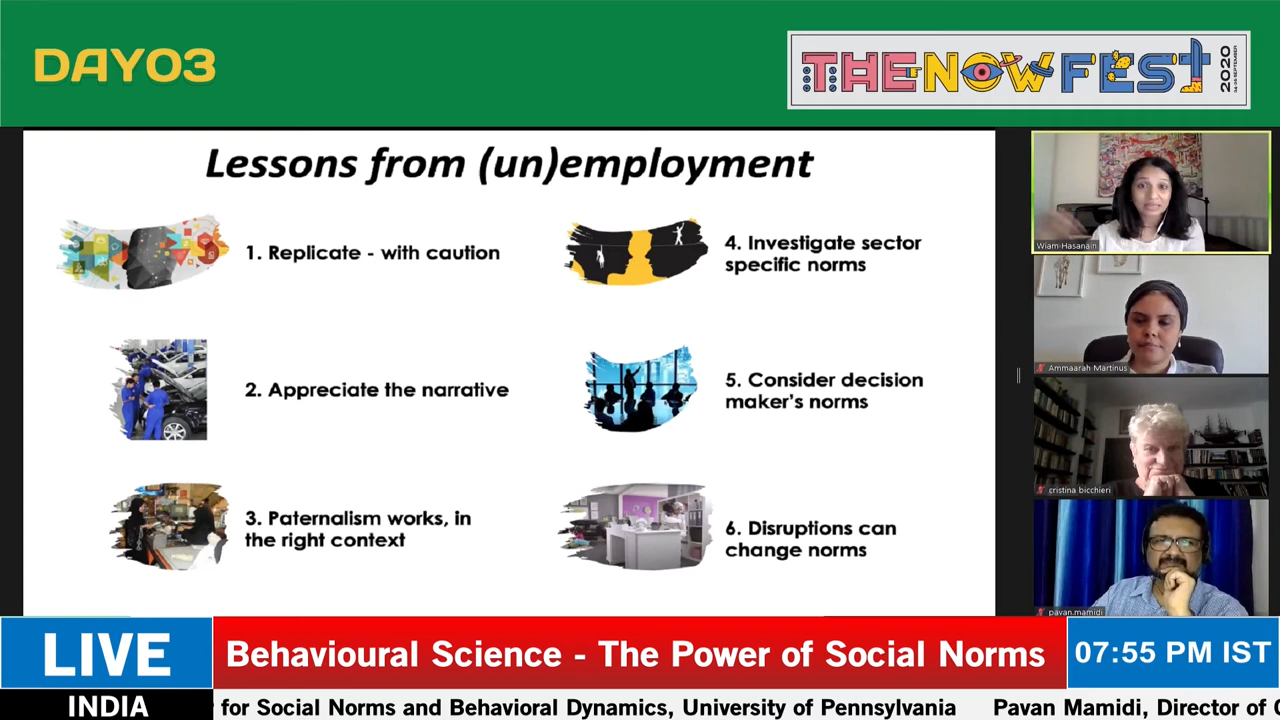 DAY03
THE NOW FEST
2020
Lessons from (un)employment
1. Replicate - with caution
2. Appreciate the narrative
3. Paternalism works, in
the right context
4. Investigate sector
specific norms
5. Consider decision
maker's norms
6. Disruptions can
change norms
Wiam Hasanain
Ammaarah Martinus
cristina bicchieri
pavan.mamidi
LIVE
INDIA
Behavioural Science - The Power of Social Norms
07:55 PM IST
for Social Norms and Behavioral Dynamics, University of Pennsylvania Pavan Mamidi, Director of